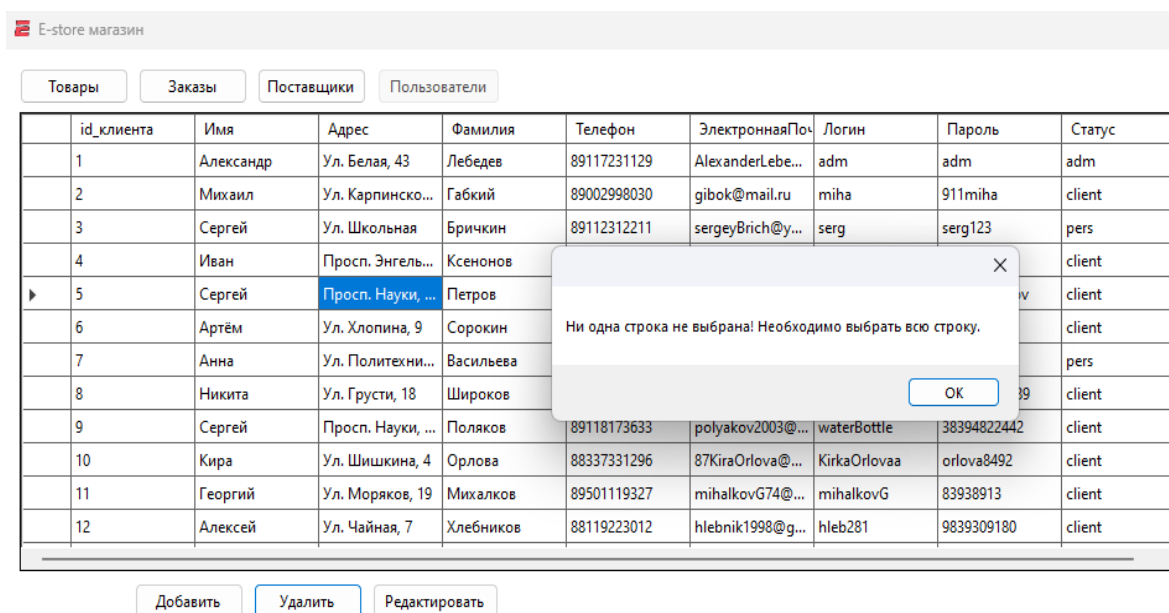 E-store магазин
Товары Заказы Поставщики Пользователи
id_клиента Имя Адрес Фамилия Телефон ЭлектроннаяПоч Логин Пароль Статус
1 Александр Ул. Белая, 43 Лебедев 89117231129 AlexanderLebe... adm adm adm
2 Михаил Ул. Карпинско... Габкий 89002998030 gibok@mail.ru miha 911miha client
3 Сергей Ул. Школьная Бричкин 89112312211 sergeyBrich@y... serg serg123 pers
4 Иван Просп. Энгель... Ксенонов client
5 Сергей Просп. Науки, ... Петров ov client
Ни одна строка не выбрана! Необходимо выбрать всю строку.
6 Артём Ул. Хлопина, 9 Сорокин client
7 Анна Ул. Политехни... Васильева pers
8 Никита Ул. Грусти, 18 Широков OK 39 client
9 Сергей Просп. Науки, ... Поляков 89118173633 polyakov2003@... waterBottle 38394822442 client
10 Кира Ул. Шишкина, 4 Орлова 88337331296 87KiraOrlova@... KirkaOrlovaa orlova8492 client
11 Георгий Ул. Моряков, 19 Михалков 89501119327 mihalkovG74@... mihalkovG 83938913 client
12 Алексей Ул. Чайная, 7 Хлебников 88119223012 hlebnik1998@g... hleb281 9839309180 client
Добавить Удалить Редактировать